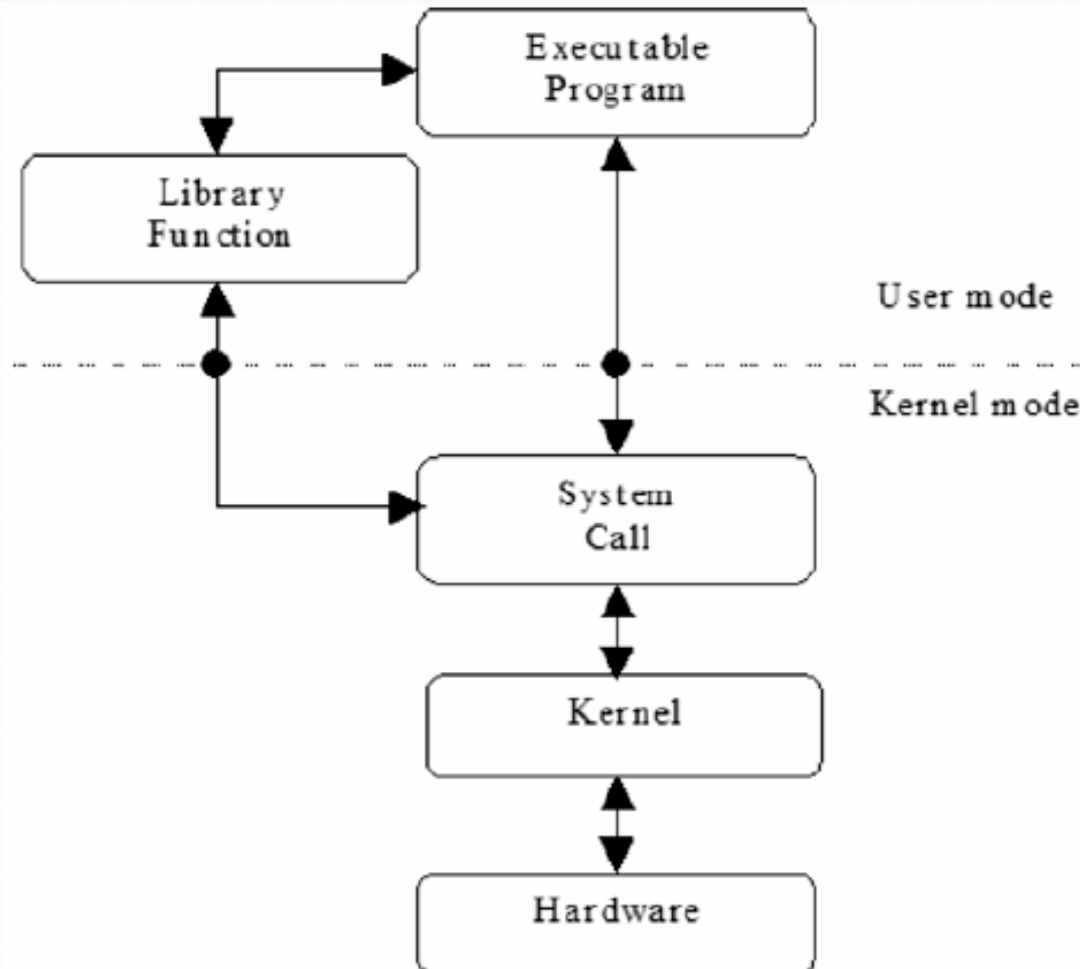 Executable
Program
Library
Function
User mode
Kernel mode
System
Call
Kernel
Hardware